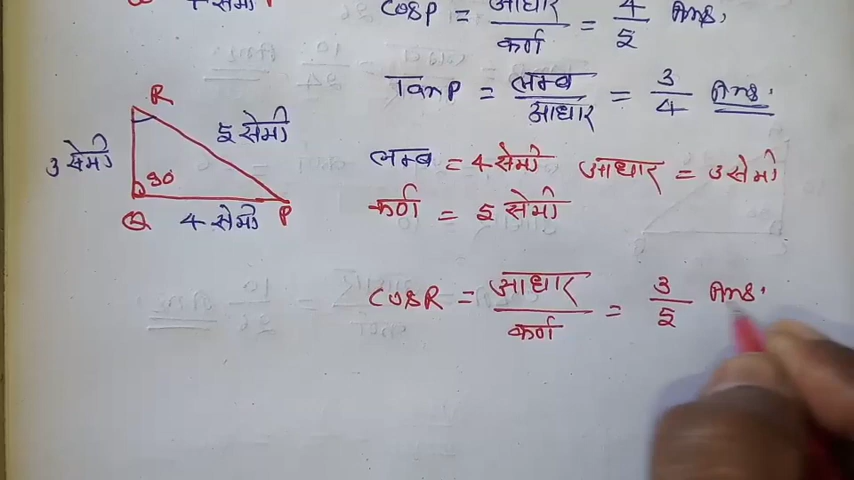 4 सेमी P
cosP = आधार/कर्ण = 4/5 Ans.
TanP = लम्ब/आधार = 3/4 Ans.
R
3 सेमी
5 सेमी
90°
Q 4 सेमी P
लम्ब = 4 सेमी आधार = 3 सेमी
कर्ण = 5 सेमी
cosR = आधार/कर्ण = 3/5 Ans.